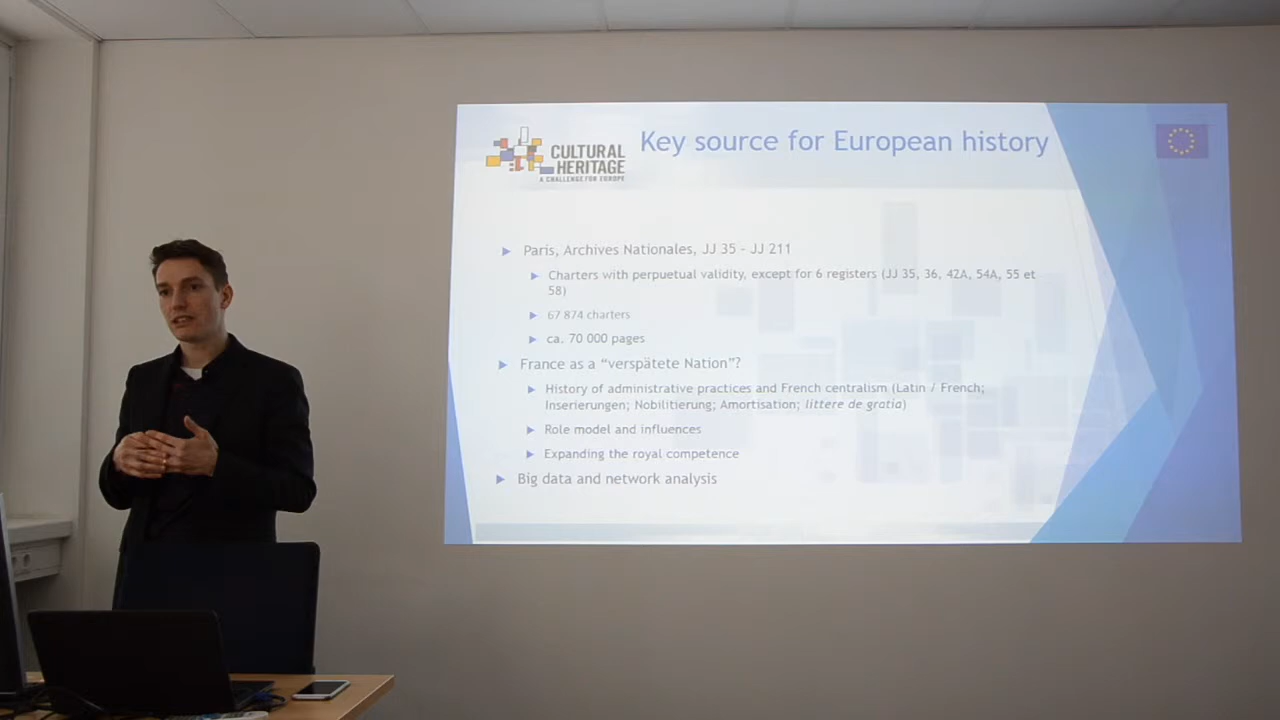 CULTURAL
HERITAGE
A CHALLENGE FOR EUROPE
Key source for European history
Paris, Archives Nationales, JJ 35 – JJ 211
Charters with perpuetual validity, except for 6 registers (JJ 35, 36, 42A, 54A, 55 et
58)
67 874 charters
ca. 70 000 pages
France as a “verspätete Nation”?
History of administrative practices and French centralism (Latin / French;
Inserierungen; Nobilitierung; Amortisation; littere de gratia)
Role model and influences
Expanding the royal competence
Big data and network analysis